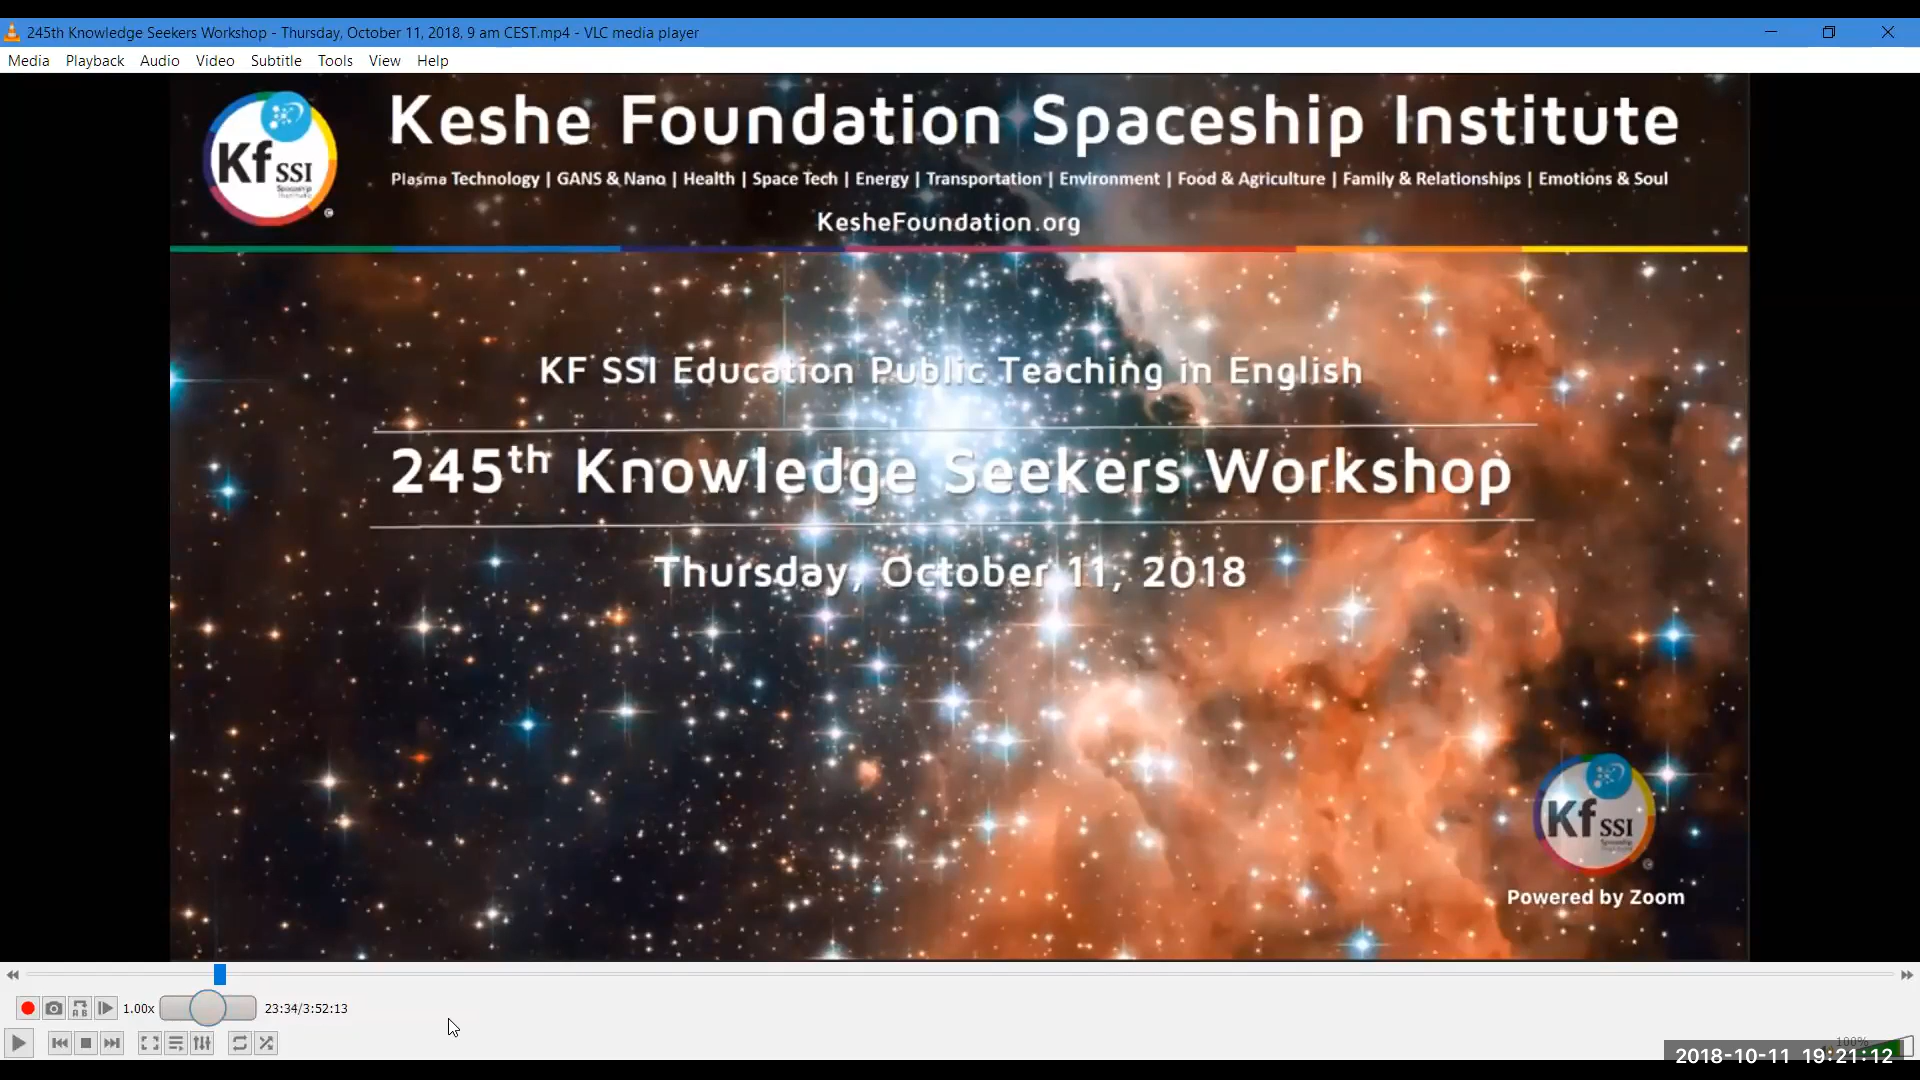 245th Knowledge Seekers Workshop - Thursday, October 11, 2018, 9 am CEST.mp4 - VLC media player
Media Playback Audio Video Subtitle Tools View Help
Kf SSI
Spaceship
Keshe Foundation Spaceship Institute
Plasma Technology | GANS & Nano | Health | Space Tech | Energy | Transportation | Environment | Food & Agriculture | Family & Relationships | Emotions & Soul
KesheFoundation.org
KF SSI Education Public Teaching in English
245th Knowledge Seekers Workshop
Thursday, October 11, 2018
Kf SSI
Powered by Zoom
1.00x 23:34/3:52:13
100%
2018-10-11 19:21:12